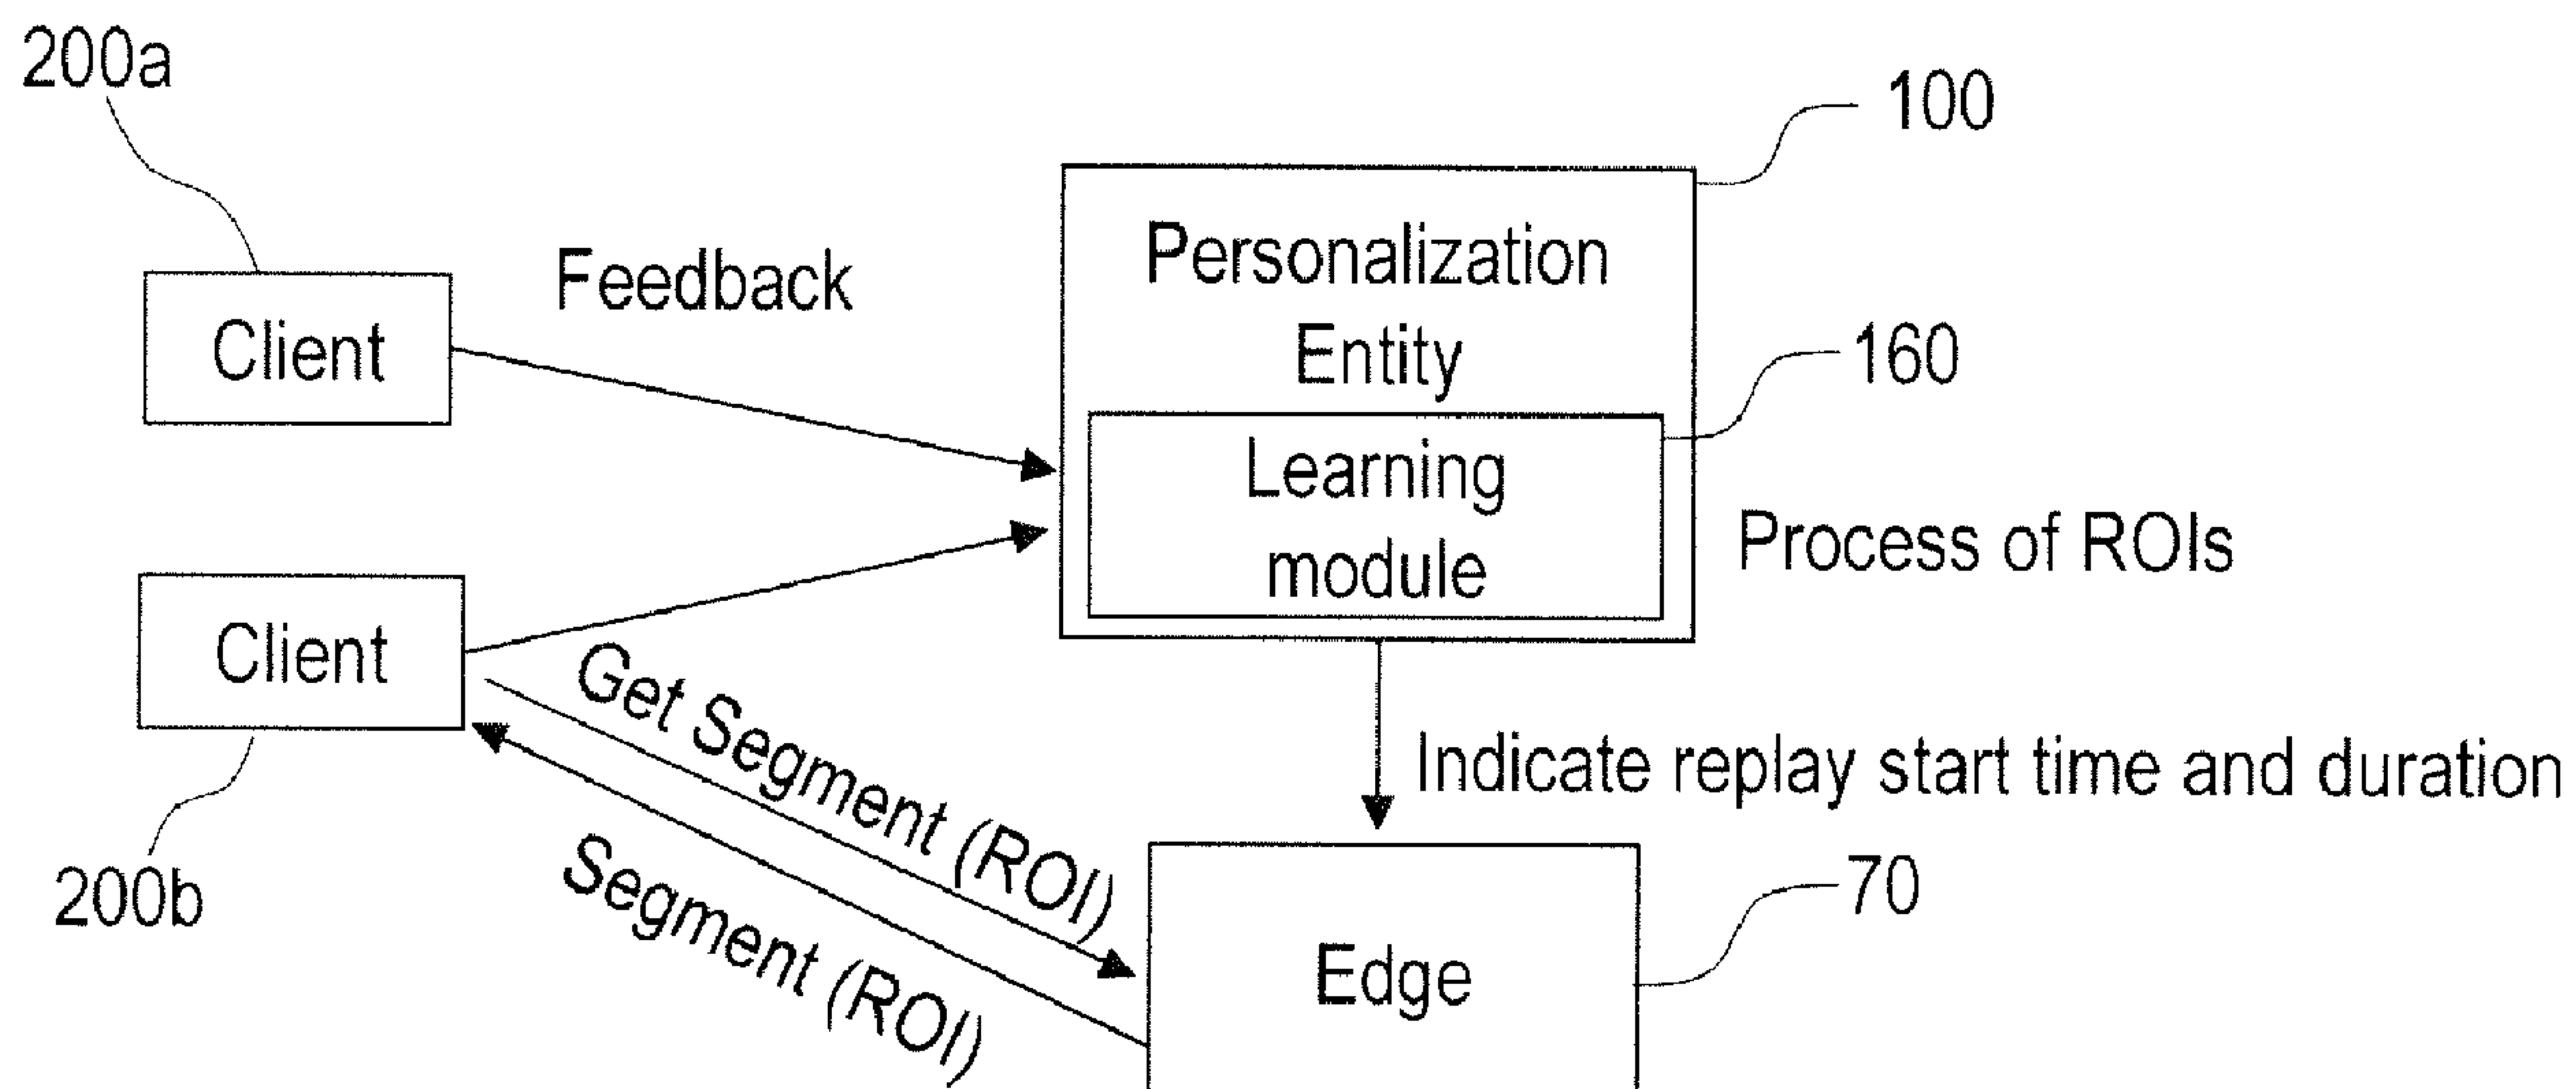 200a
100
Feedback
Personalization
Entity
Client
160
Learning
module
Process of ROIs
Client
Get Segment (ROI)
Indicate replay start time and duration
Segment (ROI)
200b
70
Edge